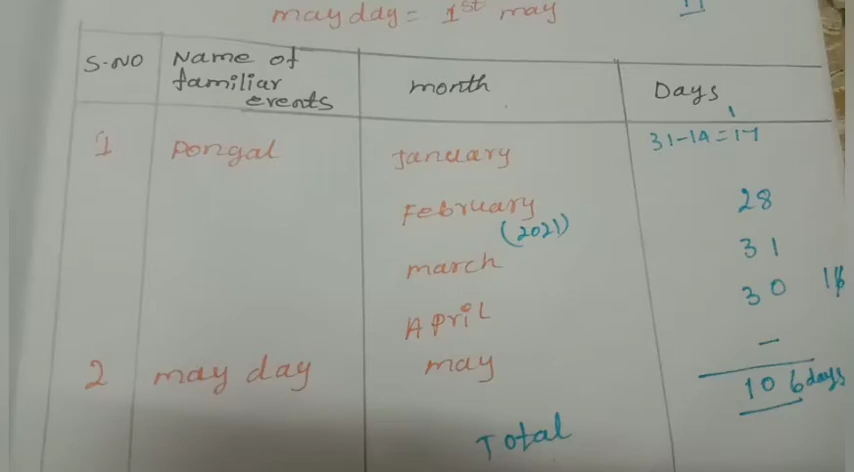 may day = 1st may
S.NO Name of familiar events month Days
1 Pongal January 31-14=17
February 28
(2021)
march 31
April 30
2 may day may -
Total 106 days